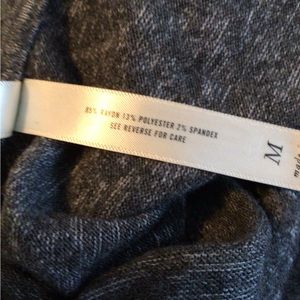 85% RAYON 13% POLYESTER 2% SPANDEX
SEE REVERSE FOR CARE
M